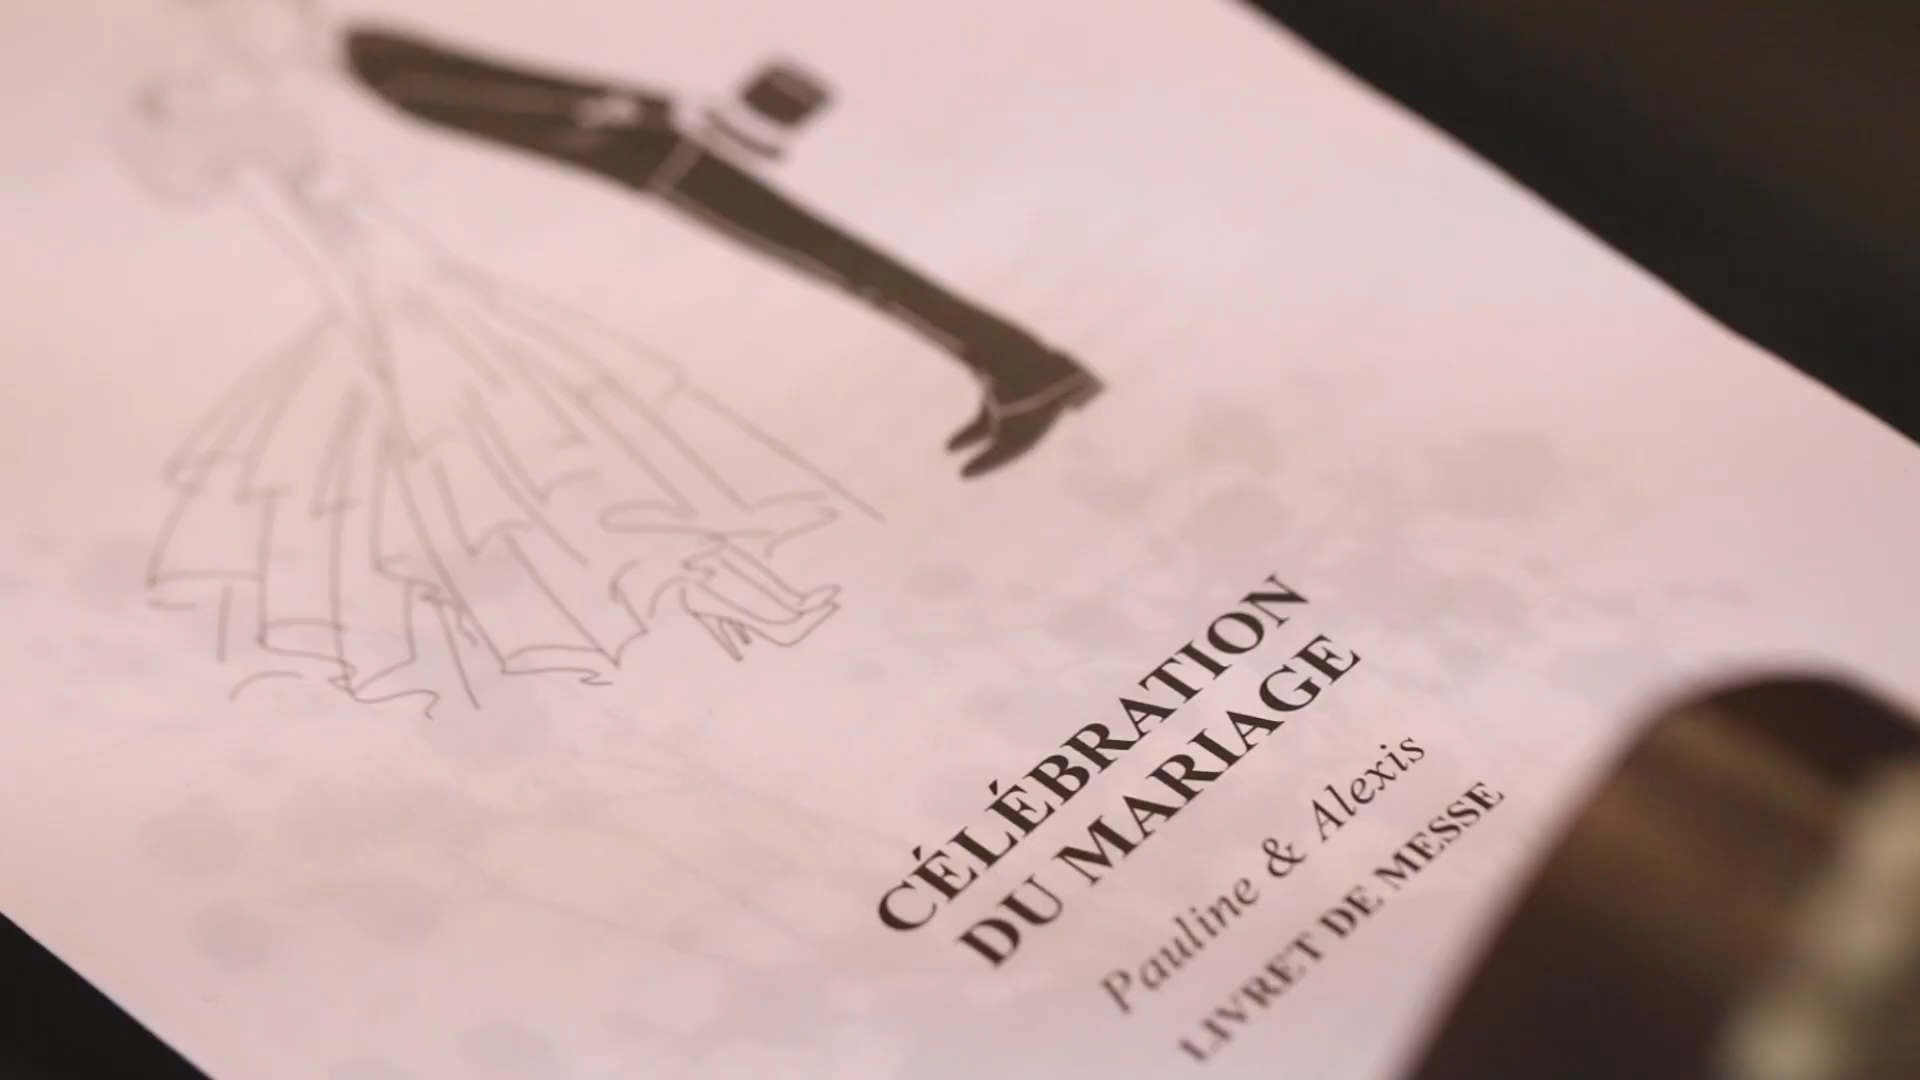 CÉLÉBRATION
DU MARIAGE
Pauline & Alexis
LIVRET DE MESSE